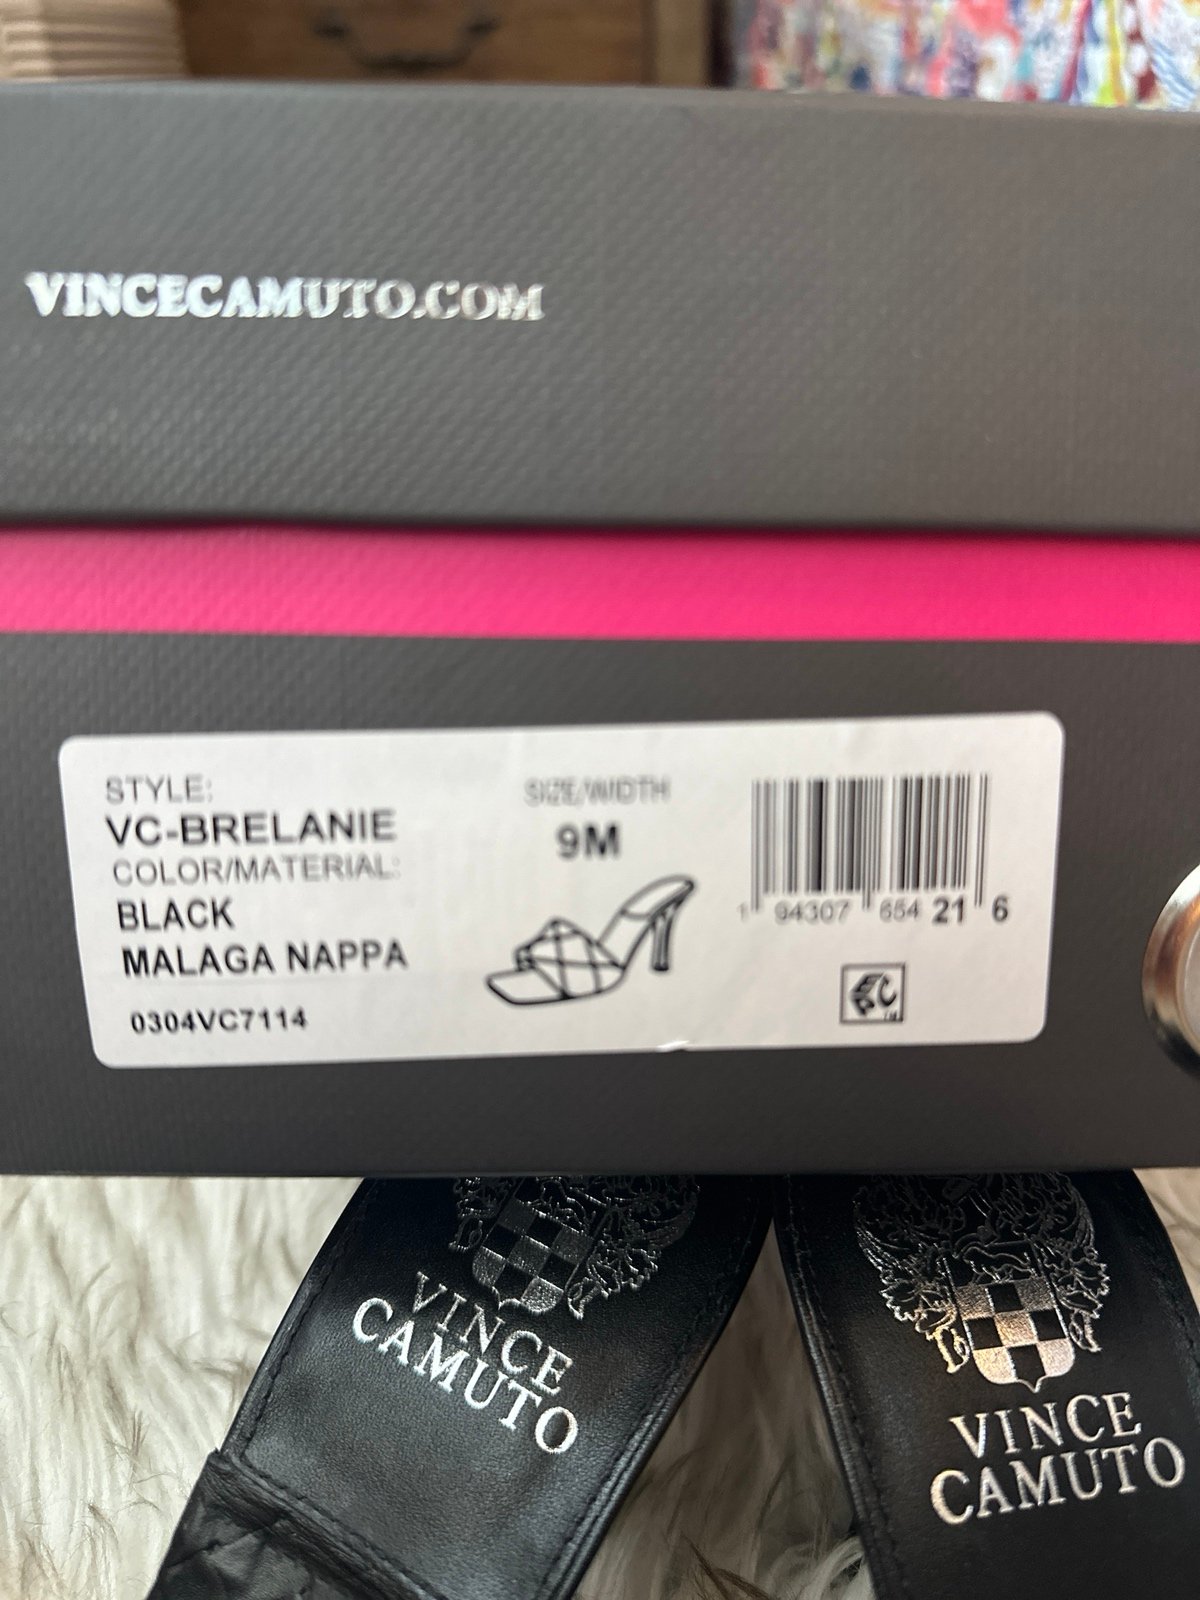 VINCECAMUTO.COM
STYLE:
VC-BRELANIE
COLOR/MATERIAL:
BLACK
MALAGA NAPPA
0304VC7114
SIZE/WIDTH
9M
1 94307 654 21 6
VINCE
CAMUTO
VINCE
CAMUTO